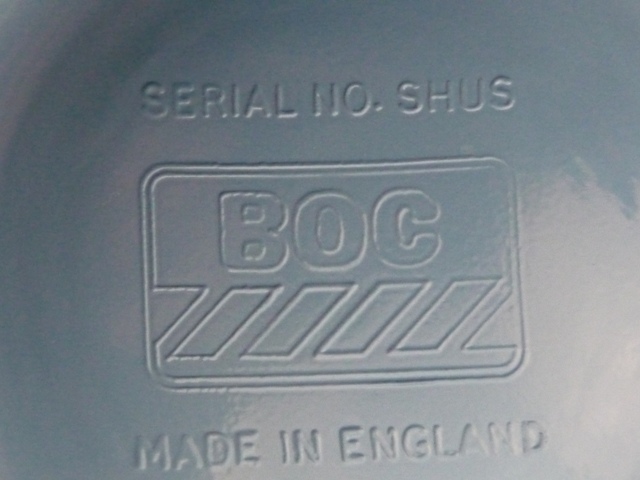 SERIAL NO. SHUS
BOC
MADE IN ENGLAND